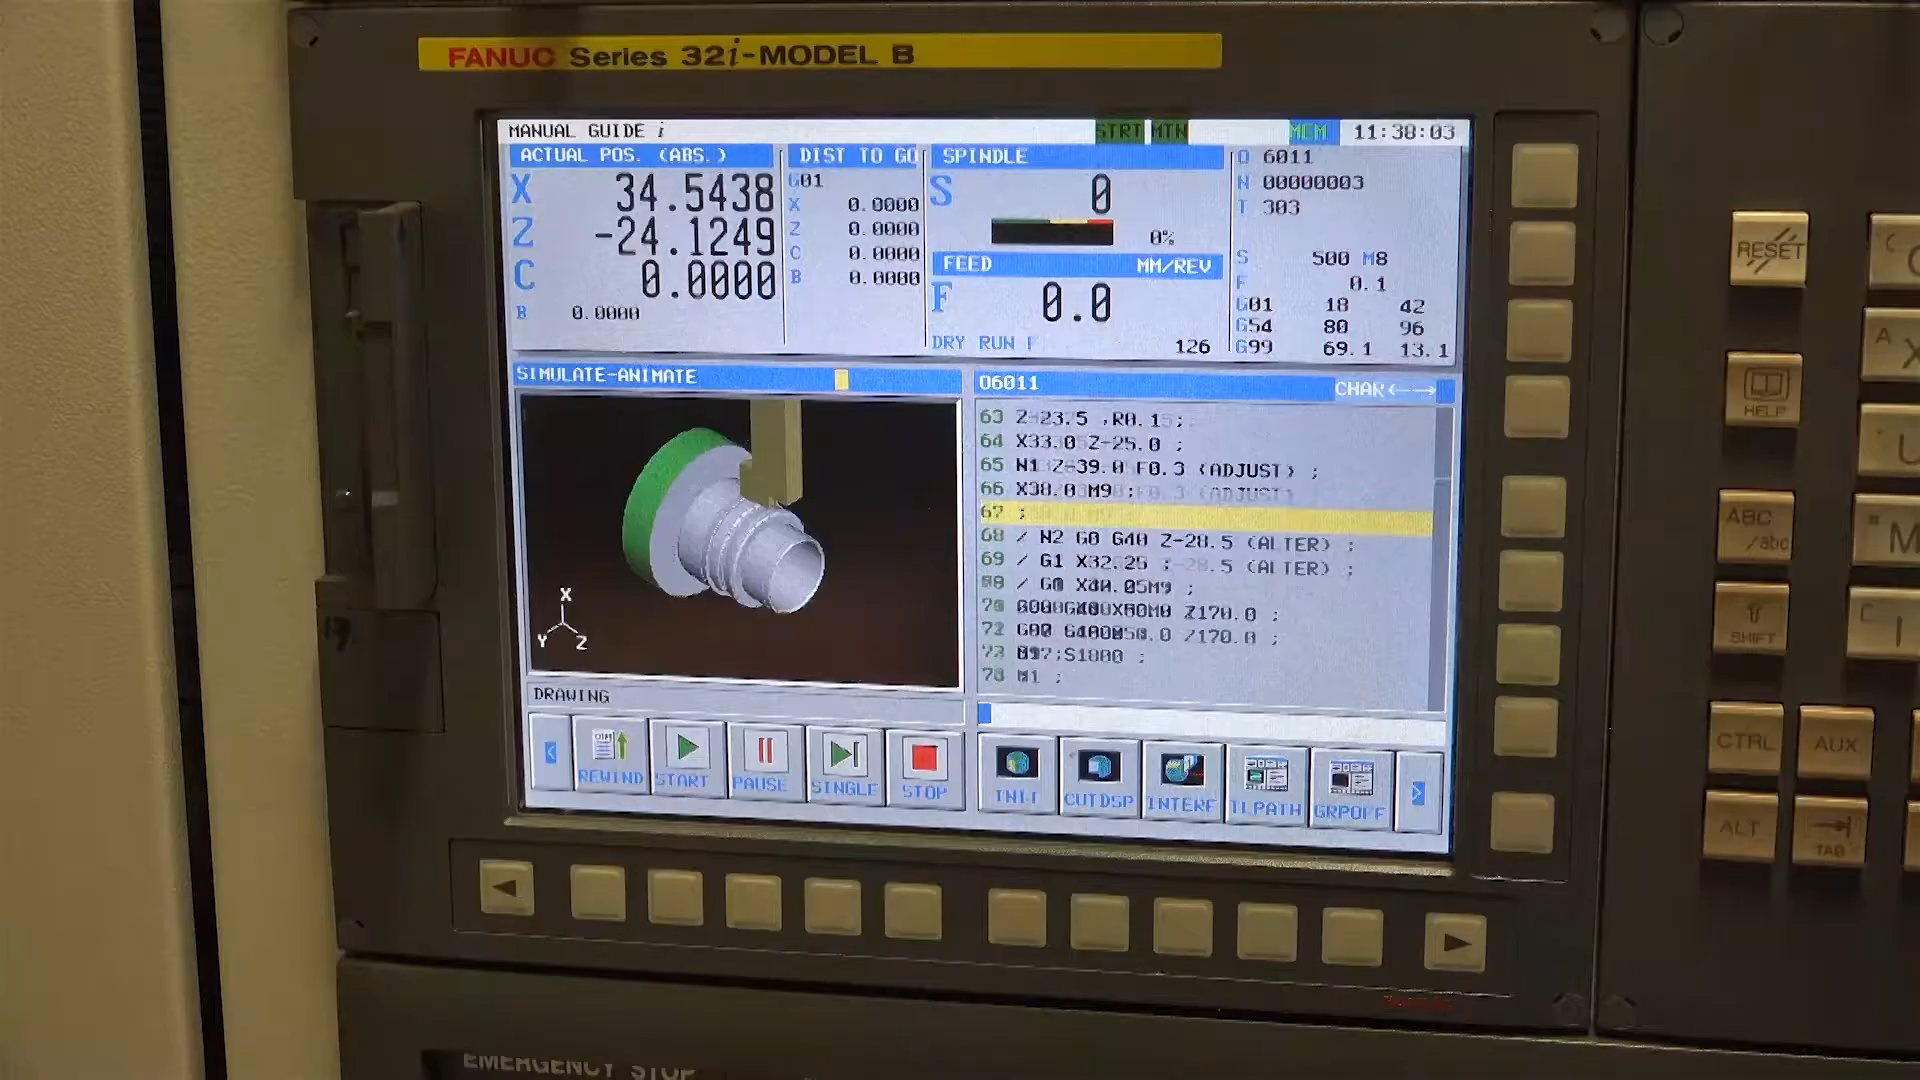 FANUC Series 32i-MODEL B
MANUAL GUIDE i
STRT MTN
MEM 11:38:03
ACTUAL POS. (ABS.)
X 34.5438
Z -24.1249
C 0.0000
B 0.0000
DIST TO GO
G01
X 0.0000
Z 0.0000
C 0.0000
B 0.0000
SPINDLE
S 0
0%
FEED MM/REV
F 0.0
DRY RUN F 126
O 6011
N 00000003
T 303
S 500 M8
F 0.1
G01 18 42
G54 80 96
G99 69.1 13.1
SIMULATE-ANIMATE
X
Y Z
DRAWING
O6011 CHAR
63 Z-23.5 ,R0.1 ;
64 X33.0 Z-25.0 ;
65 N1 Z-39.0 F0.3 (ADJUST) ;
66 X38.0 M9 ;
67 ;
68 / N2 G0 G40 Z-28.5 (ALTER) ;
69 / G1 X32.25 ;
/ G0
Z170.0 ;
72
S1800 ;
M1 ;
REWIND START PAUSE SINGLE STOP
INIT CUTDSP INTERF TLPATH GRPOFF
RESET
HELP
ABC
/abc
SHIFT
CTRL AUX
ALT TAB
A X
U
M
EMERGENCY STOP